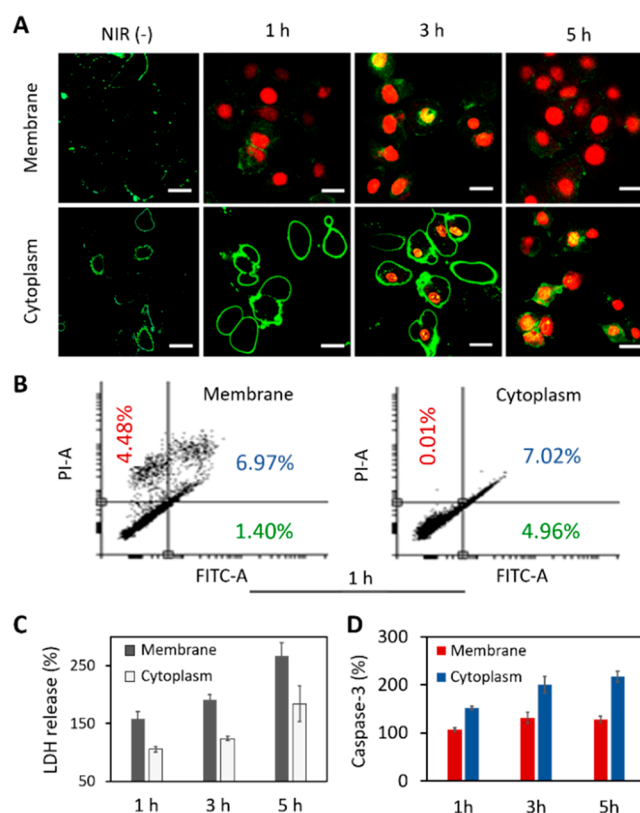 A
NIR (-) 1 h 3 h 5 h
Membrane
Cytoplasm
B
Membrane
4.48%
6.97%
1.40%
PI-A
FITC-A
Cytoplasm
0.01%
7.02%
4.96%
PI-A
FITC-A
1 h
C
LDH release (%)
250
150
50
Membrane
Cytoplasm
1 h 3 h 5 h
D
Caspase-3 (%)
300
200
100
0
Membrane
Cytoplasm
1h 3h 5h